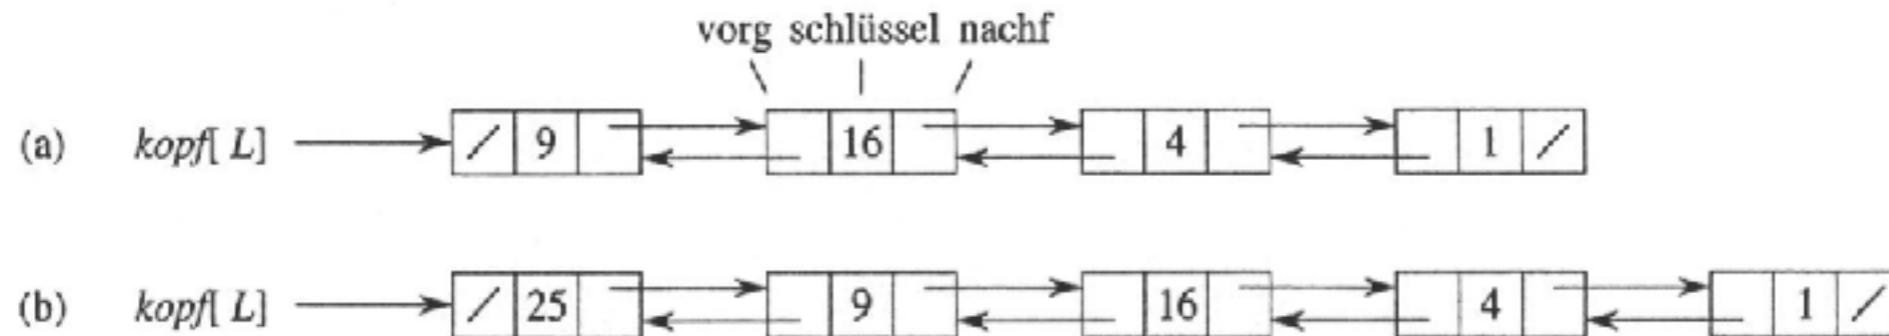 vorg schlüssel nachf
(a) kopf[ L] / 9 16 4 1 /
(b) kopf[ L] / 25 9 16 4 1 /